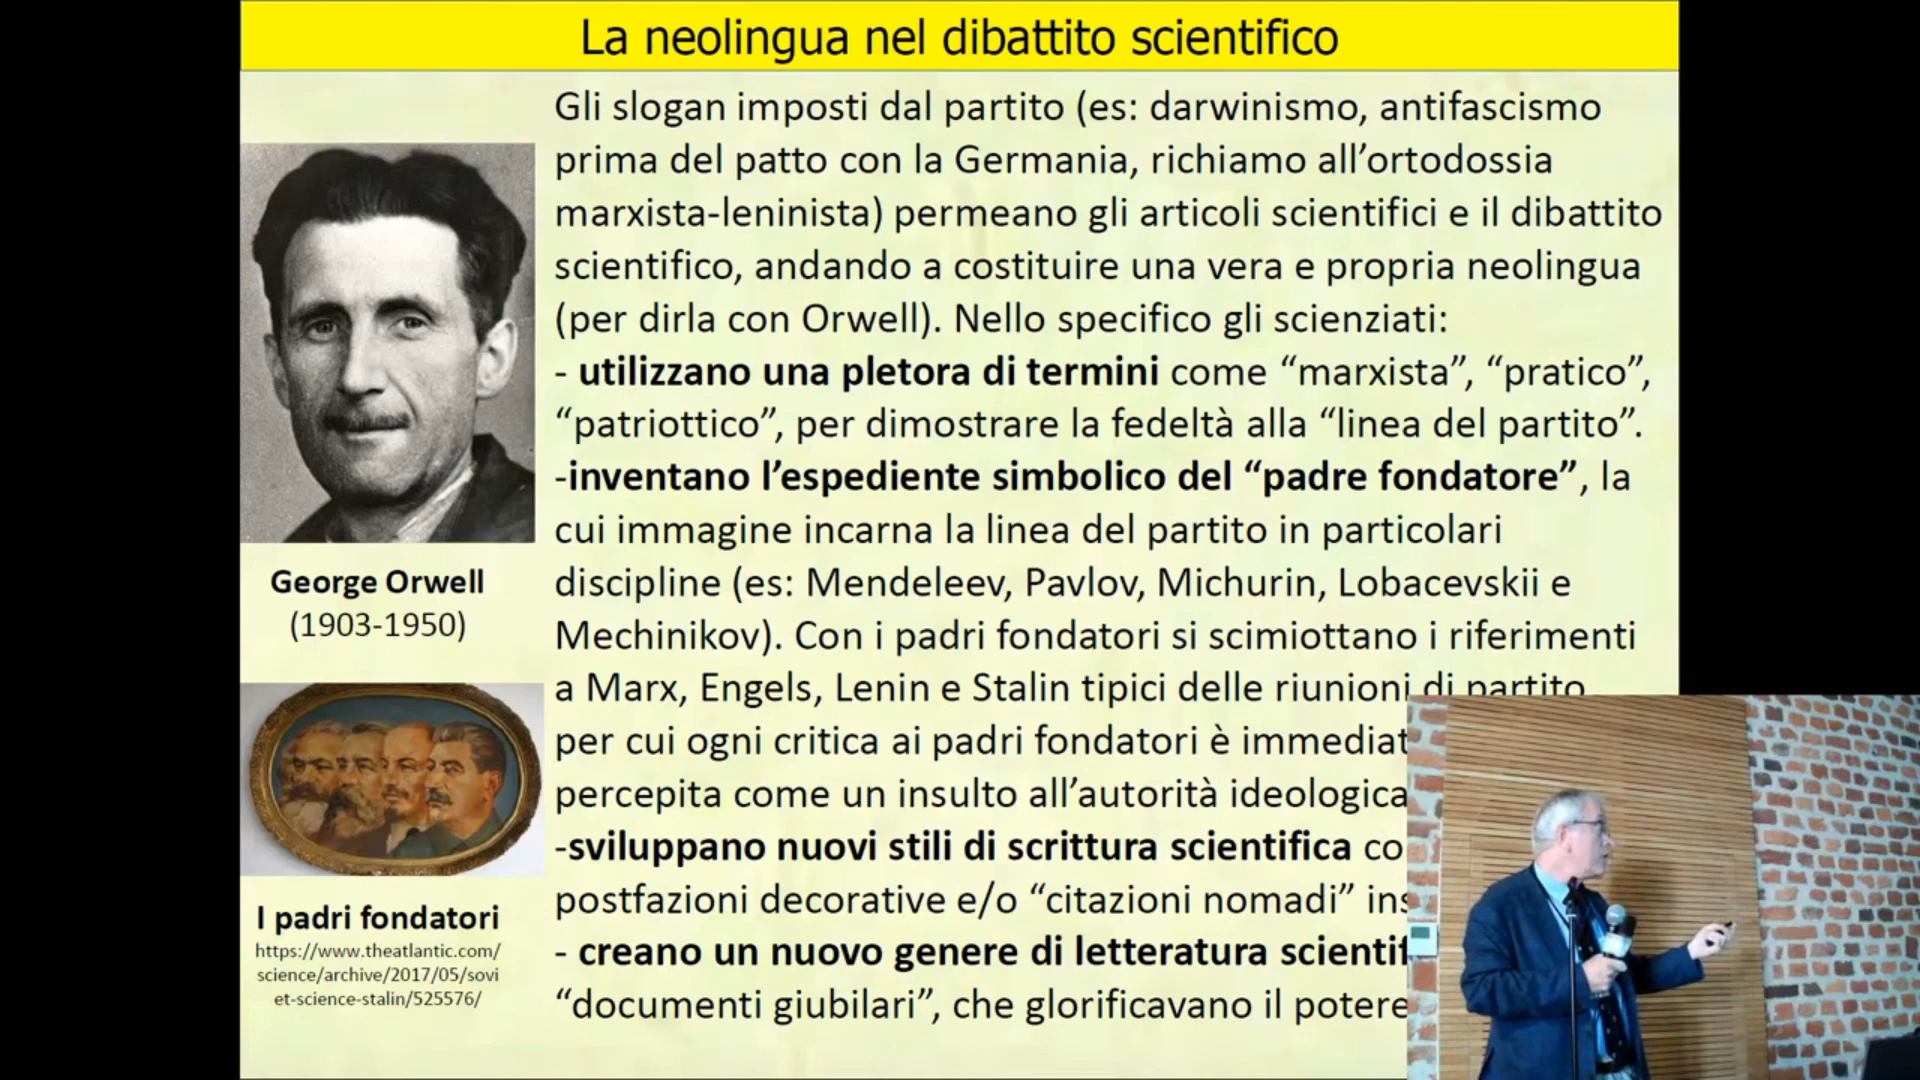 La neolingua nel dibattito scientifico
Gli slogan imposti dal partito (es: darwinismo, antifascismo
prima del patto con la Germania, richiamo all’ortodossia
marxista-leninista) permeano gli articoli scientifici e il dibattito
scientifico, andando a costituire una vera e propria neolingua
(per dirla con Orwell). Nello specifico gli scienziati:
- utilizzano una pletora di termini come “marxista”, “pratico”,
“patriottico”, per dimostrare la fedeltà alla “linea del partito”.
-inventano l’espediente simbolico del “padre fondatore”, la
cui immagine incarna la linea del partito in particolari
discipline (es: Mendeleev, Pavlov, Michurin, Lobacevskii e
Mechinikov). Con i padri fondatori si scimiottano i riferimenti
a Marx, Engels, Lenin e Stalin tipici delle riunioni di partito
per cui ogni critica ai padri fondatori è immediat
percepita come un insulto all’autorità ideologica
-sviluppano nuovi stili di scrittura scientifica co
postfazioni decorative e/o “citazioni nomadi” ins
- creano un nuovo genere di letteratura scientif
“documenti giubilari”, che glorificavano il potere
George Orwell
(1903-1950)
I padri fondatori
https://www.theatlantic.com/
science/archive/2017/05/sovi
et-science-stalin/525576/